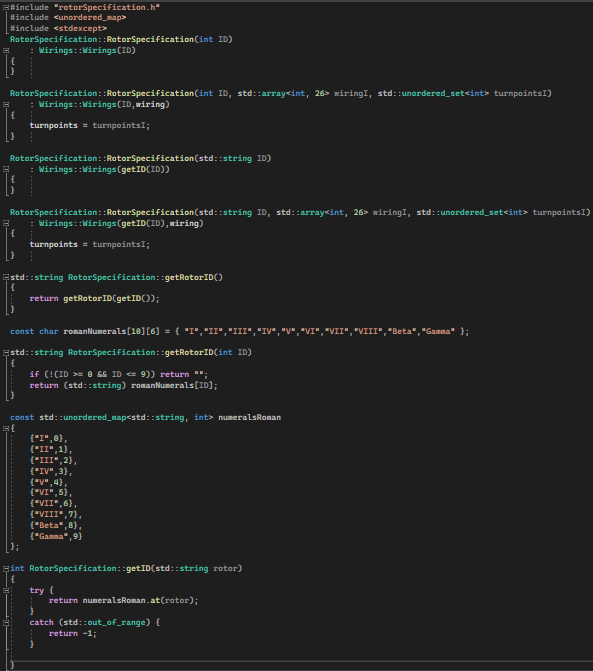 #include "rotorSpecification.h"
#include <unordered_map>
#include <stdexcept>
RotorSpecification::RotorSpecification(int ID)
    : Wirings::Wirings(ID)
{
}

RotorSpecification::RotorSpecification(int ID, std::array<int, 26> wiringI, std::unordered_set<int> turnpointsI)
    : Wirings::Wirings(ID,wiring)
{
    turnpoints = turnpointsI;
}

RotorSpecification::RotorSpecification(std::string ID)
    : Wirings::Wirings(getID(ID))
{
}

RotorSpecification::RotorSpecification(std::string ID, std::array<int, 26> wiringI, std::unordered_set<int> turnpointsI)
    : Wirings::Wirings(getID(ID),wiring)
{
    turnpoints = turnpointsI;
}

std::string RotorSpecification::getRotorID()
{
    return getRotorID(getID());
}

const char romanNumerals[10][6] = { "I","II","III","IV","V","VI","VII","VIII","Beta","Gamma" };

std::string RotorSpecification::getRotorID(int ID)
{
    if (!(ID >= 0 && ID <= 9)) return "";
    return (std::string) romanNumerals[ID];
}

const std::unordered_map<std::string, int> numeralsRoman
{
    {"I",0},
    {"II",1},
    {"III",2},
    {"IV",3},
    {"V",4},
    {"VI",5},
    {"VII",6},
    {"VIII",7},
    {"Beta",8},
    {"Gamma",9}
};

int RotorSpecification::getID(std::string rotor)
{
    try {
        return numeralsRoman.at(rotor);
    }
    catch (std::out_of_range) {
        return -1;
    }

}